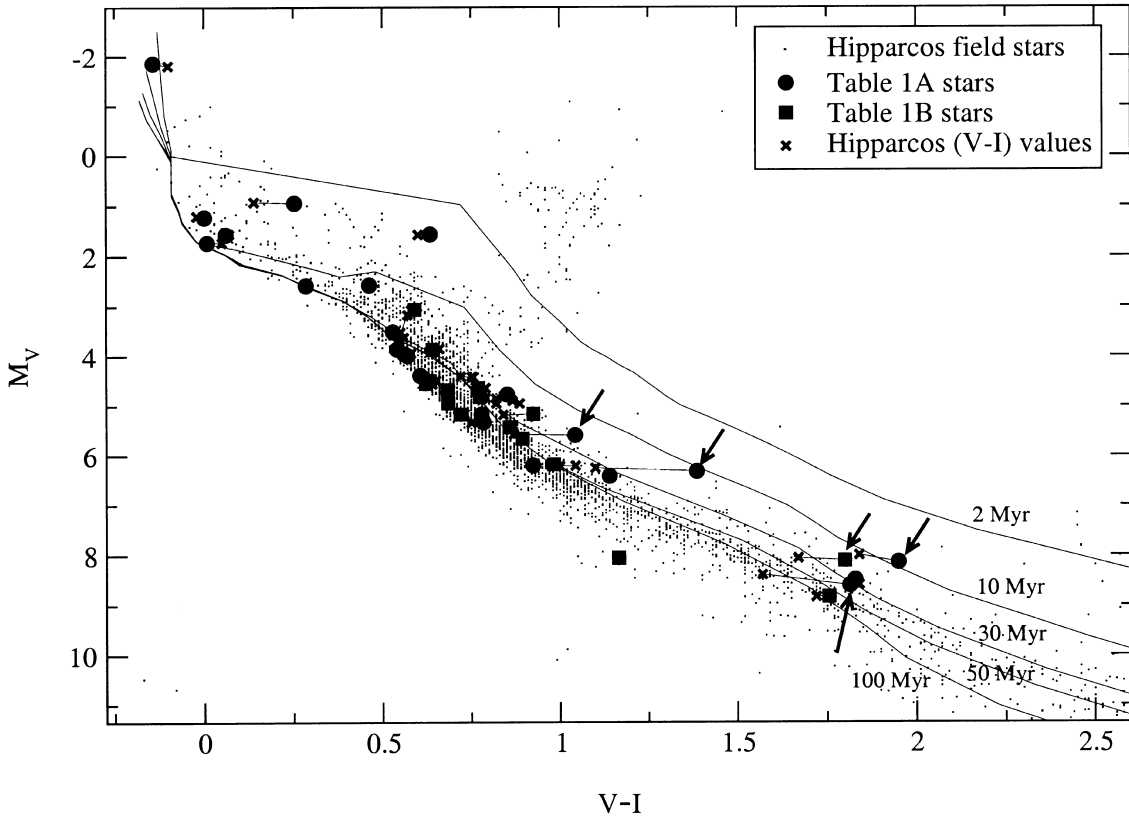 Hipparcos field stars
Table 1A stars
Table 1B stars
Hipparcos (V-I) values
-2
0
2
4
6
8
10
M_V
2 Myr
10 Myr
30 Myr
50 Myr
100 Myr
0
0.5
1
1.5
2
2.5
V-I